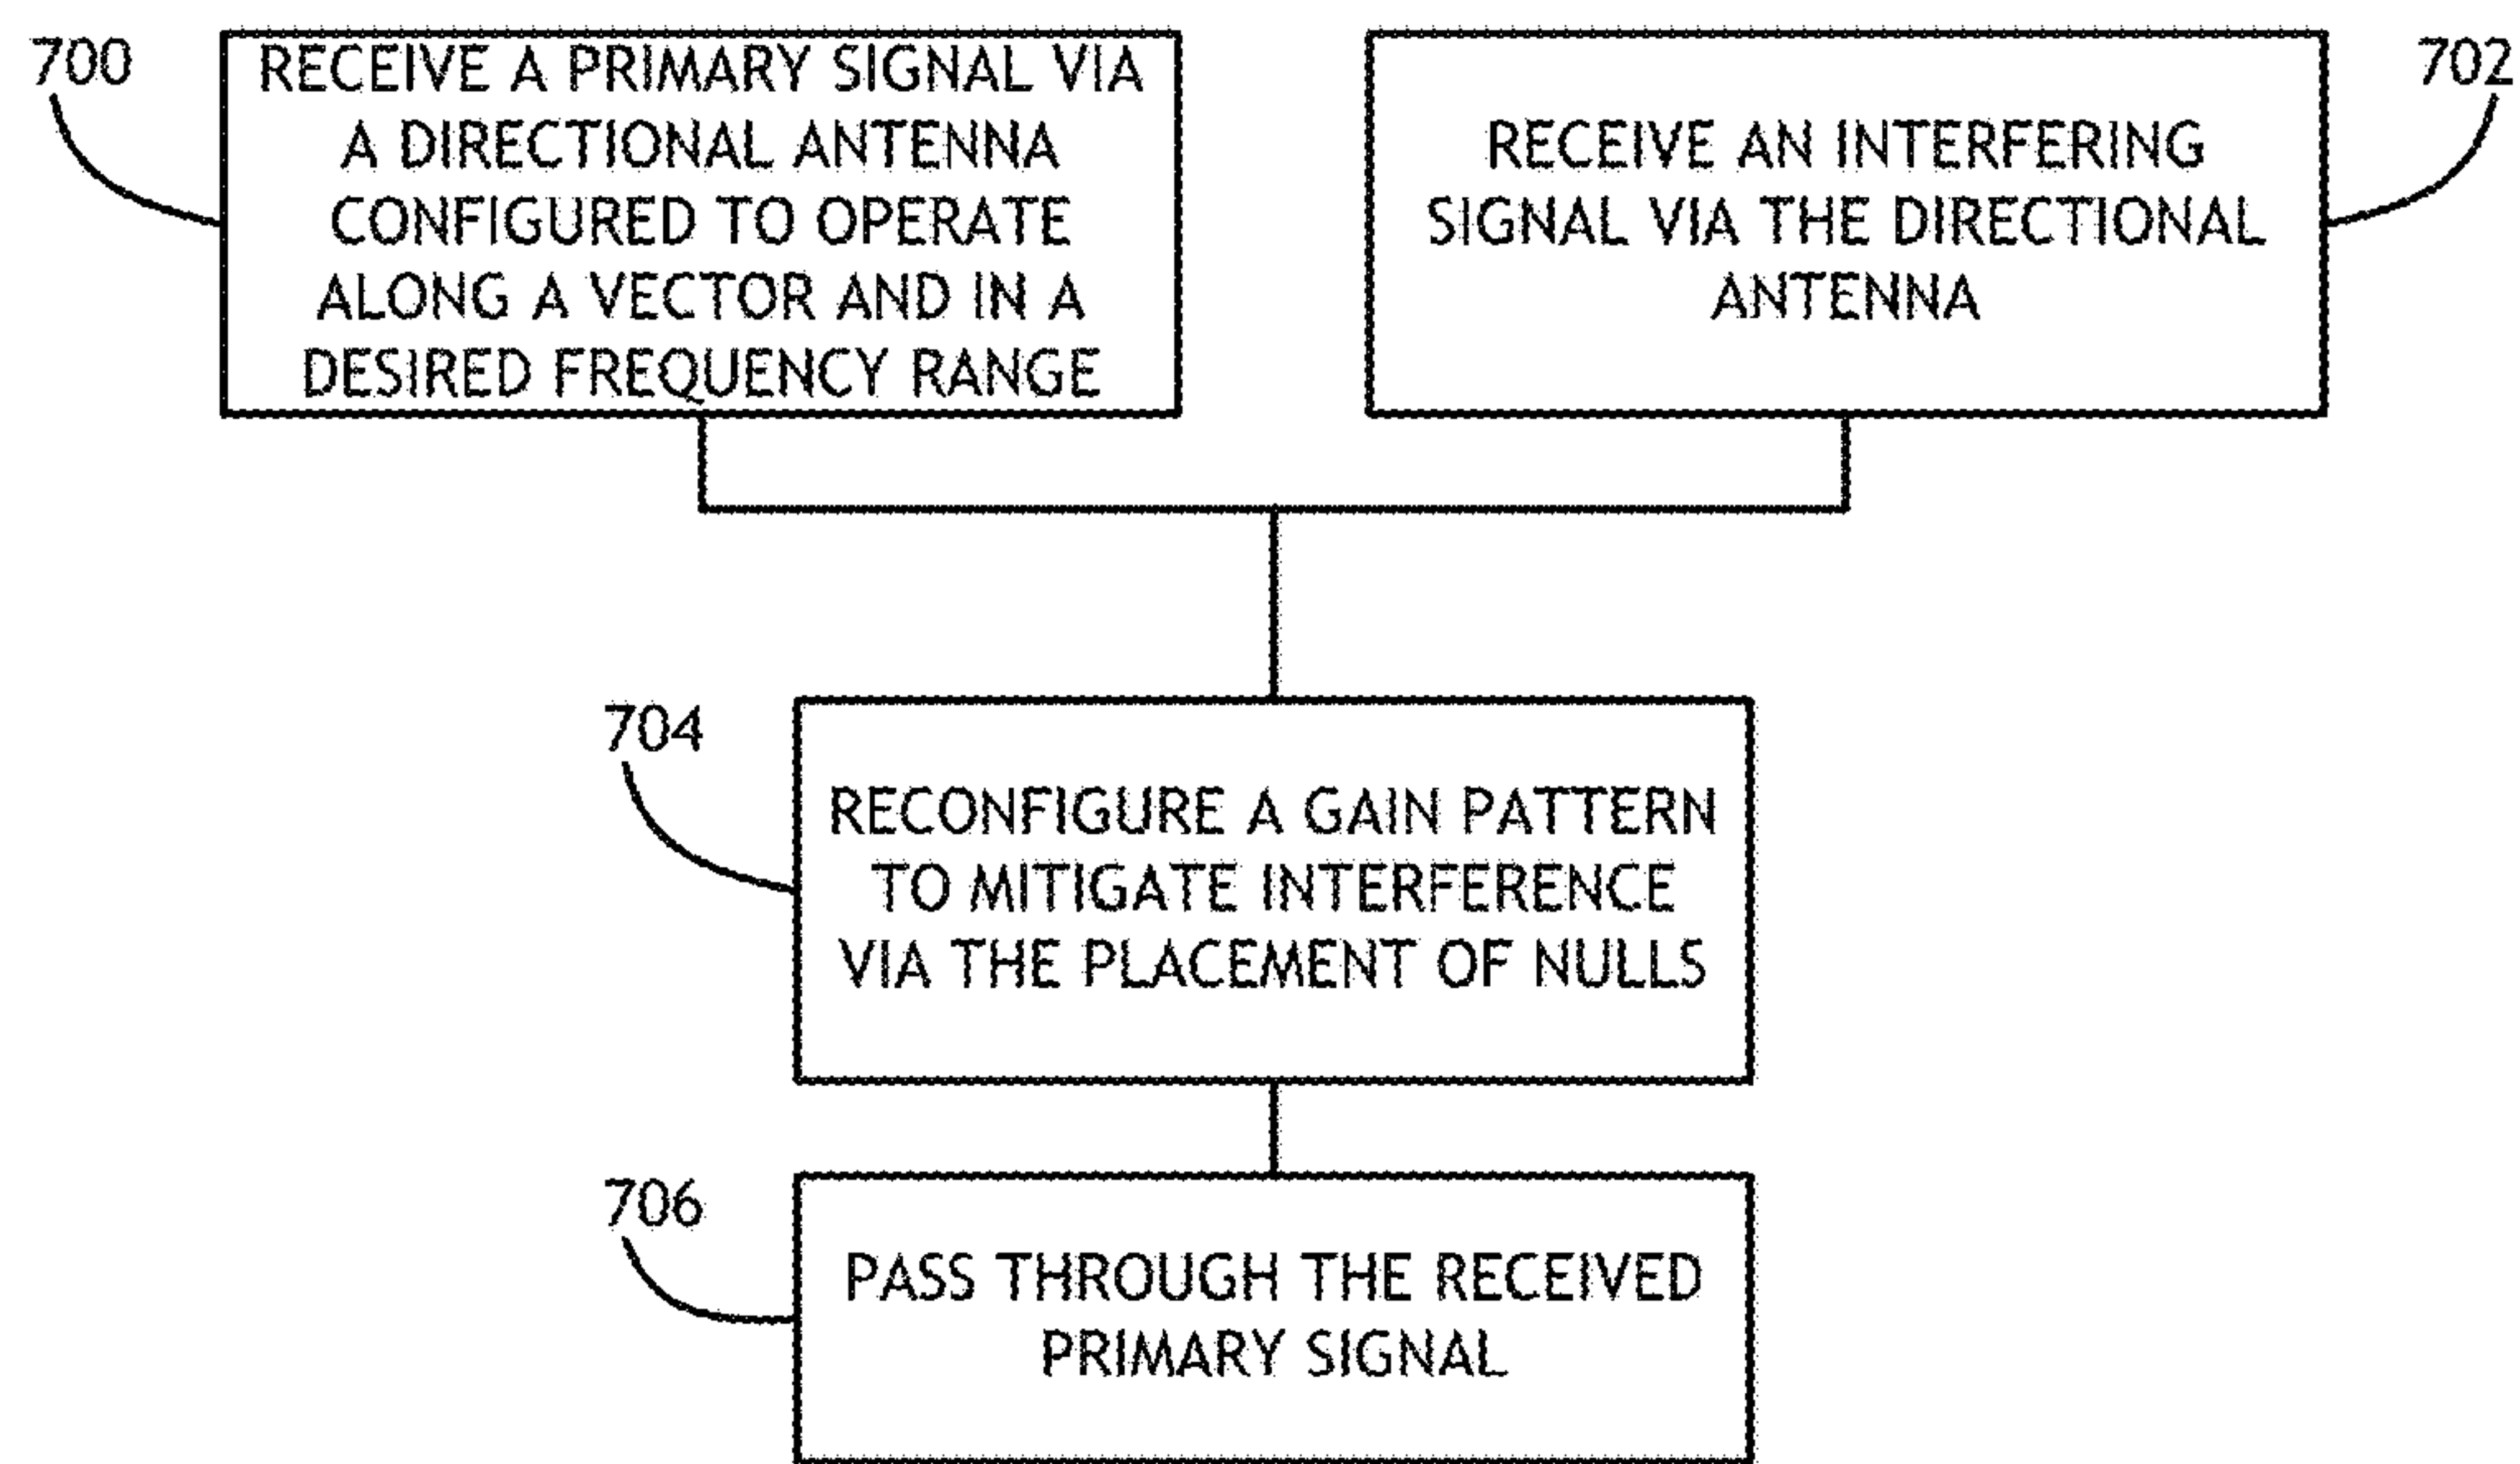 700
RECEIVE A PRIMARY SIGNAL VIA
A DIRECTIONAL ANTENNA
CONFIGURED TO OPERATE
ALONG A VECTOR AND IN A
DESIRED FREQUENCY RANGE
702
RECEIVE AN INTERFERING
SIGNAL VIA THE DIRECTIONAL
ANTENNA
704
RECONFIGURE A GAIN PATTERN
TO MITIGATE INTERFERENCE
VIA THE PLACEMENT OF NULLS
706
PASS THROUGH THE RECEIVED
PRIMARY SIGNAL